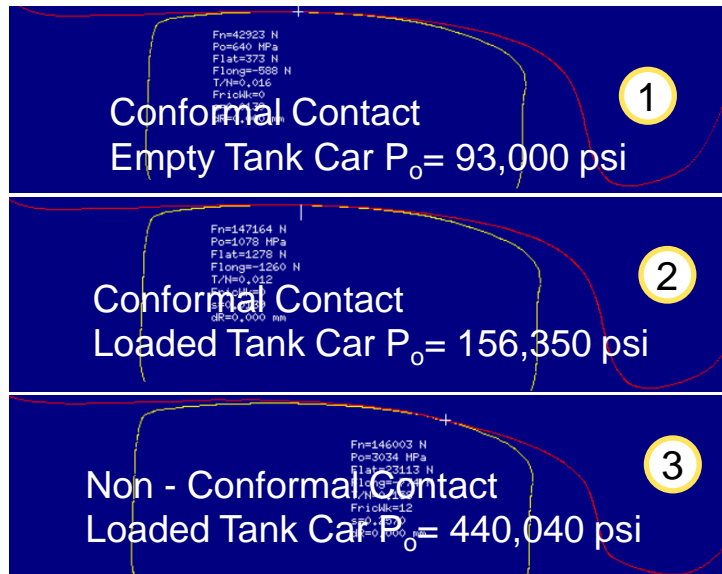 Fn=42923 N
Po=640 MPa
Flat=373 N
Flong=-588 N
T/N=0.016
FricWk=0
1
Conformal Contact
Empty Tank Car Po= 93,000 psi
Fn=147164 N
Po=1078 MPa
Flat=1278 N
Flong=-1260 N
T/N=0.012
2
Conformal Contact
dR=0.000 mm
Loaded Tank Car Po= 156,350 psi
Fn=146003 N
Po=3034 MPa
Flat=23113 N
3
Non - Conformal Contact
FricWk=12
Loaded Tank Car Po= 440,040 psi